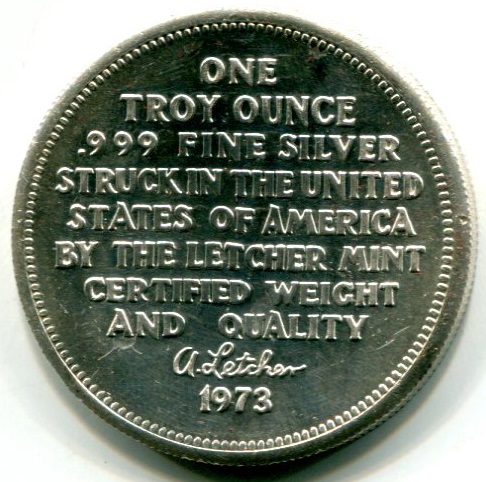 ONE
TROY OUNCE
.999 FINE SILVER
STRUCK IN THE UNITED
STATES OF AMERICA
BY THE LETCHER MINT
CERTIFIED WEIGHT
AND QUALITY
A. Letcher
1973